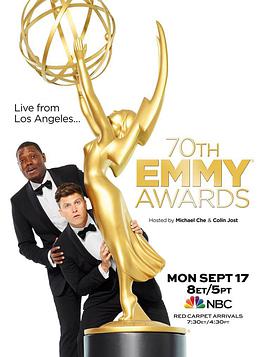 Live from
Los Angeles...
70TH
EMMY
AWARDS
Hosted by Michael Che & Colin Jost
MON SEPT 17
8ET/5PT
NBC
RED CARPET ARRIVALS
7:30ET/4:30PT